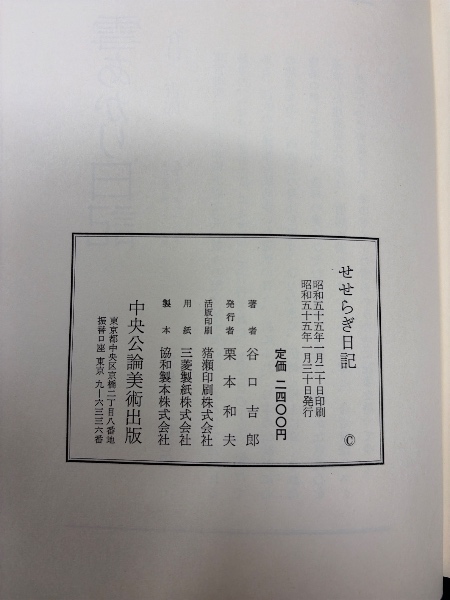 せせらぎ日記
昭和五十五年一月二十日印刷
昭和五十五年一月三十日発行
©
定価 二四〇〇円
著者 谷口吉郎
発行者 栗本和夫
活版印刷 猪瀬印刷株式会社
用紙 三菱製紙株式会社
製本 協和製本株式会社
中央公論美術出版
東京都中央区京橋二丁目八番地
振替口座 東京・九―六三三六番